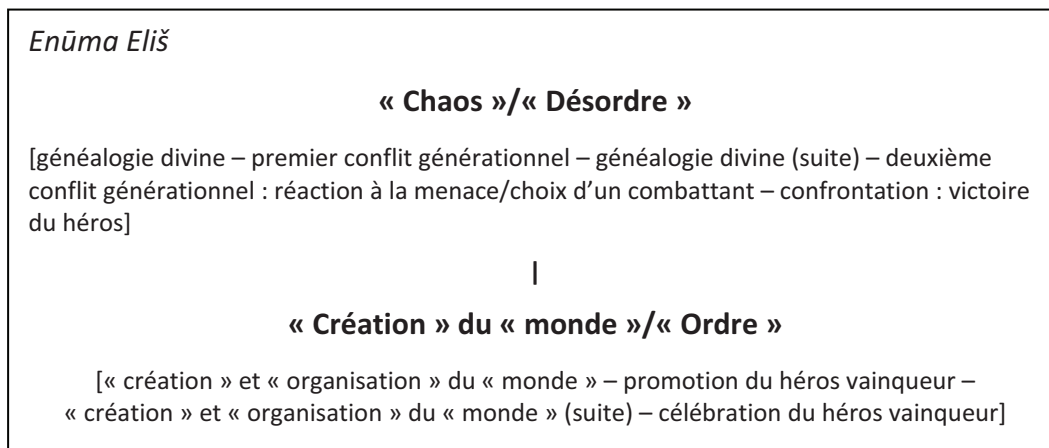 Enūma Eliš
« Chaos »/« Désordre »
[généalogie divine – premier conflit générationnel – généalogie divine (suite) – deuxième
conflit générationnel : réaction à la menace/choix d’un combattant – confrontation : victoire
du héros]
|
« Création » du « monde »/« Ordre »
[« création » et « organisation » du « monde » – promotion du héros vainqueur –
« création » et « organisation » du « monde » (suite) – célébration du héros vainqueur]